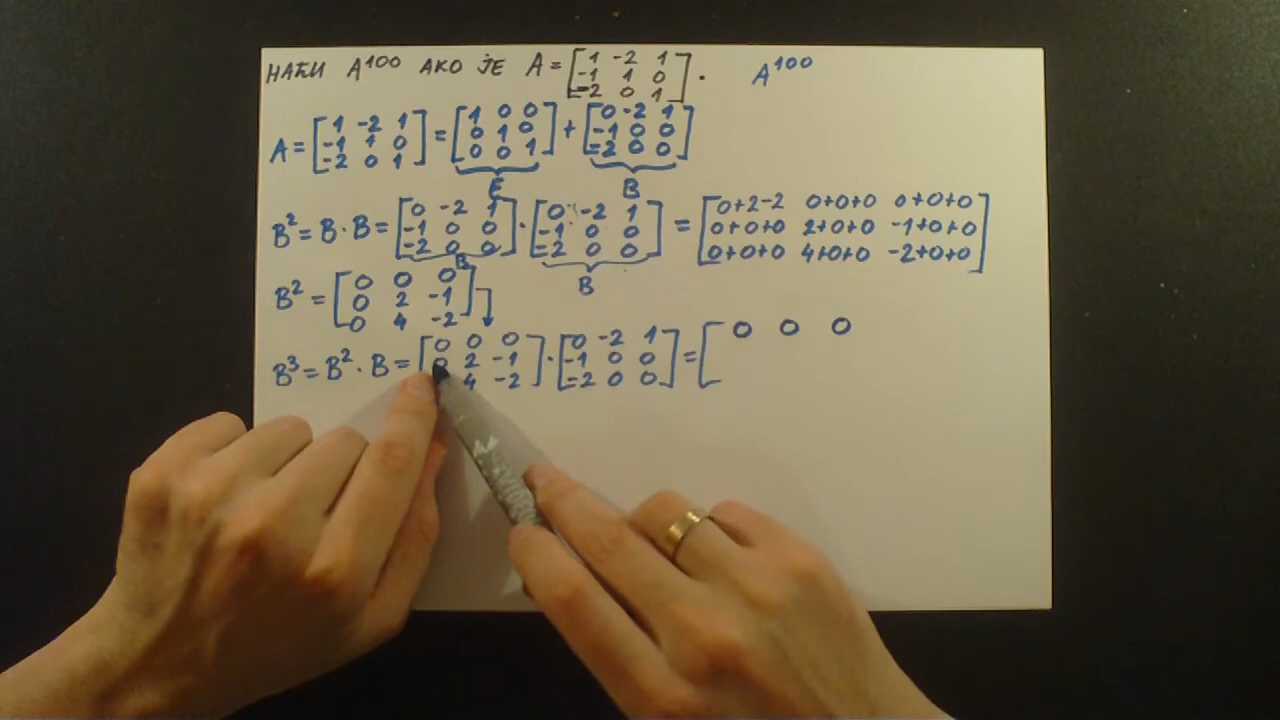 НАЋИ A^100 АКО ЈЕ A = [1 -2 1; -1 1 0; -2 0 1]. A^100
A = [1 -2 1; -1 1 0; -2 0 1] = [1 0 0; 0 1 0; 0 0 1] + [0 -2 1; -1 0 0; -2 0 0]
E B
B² = B · B = [0 -2 1; -1 0 0; -2 0 0] · [0 -2 1; -1 0 0; -2 0 0] = [0+2-2 0+0+0 0+0+0; 0+0+0 2+0+0 -1+0+0; 0+0+0 4+0+0 -2+0+0]
B B
B² = [0 0 0; 0 2 -1; 0 4 -2]
B³ = B² · B = [0 0 0; 0 2 -1; 4 -2] · [0 -2 1; -1 0 0; -2 0 0] = [0 0 0